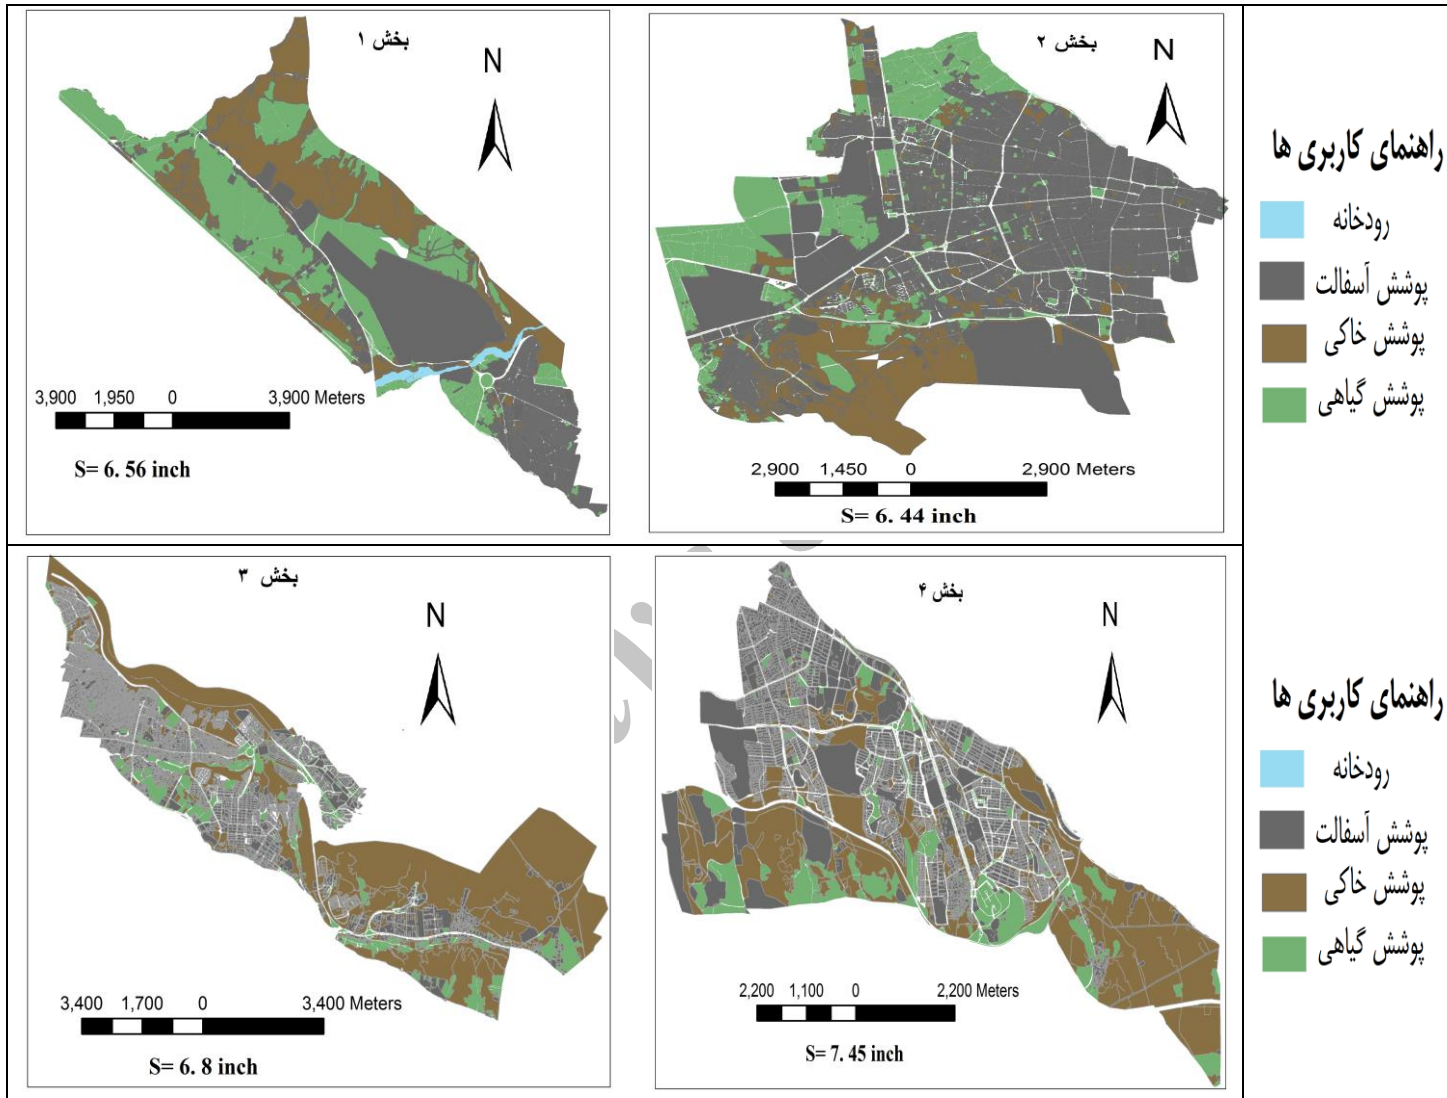 بخش ۱
N
3,900 1,950 0 3,900 Meters
S= 6. 56 inch
بخش ۲
N
2,900 1,450 0 2,900 Meters
S= 6. 44 inch
راهنمای کاربری ها
رودخانه
پوشش آسفالت
پوشش خاکی
پوشش گیاهی
بخش ۳
N
3,400 1,700 0 3,400 Meters
S= 6. 8 inch
بخش ۴
N
2,200 1,100 0 2,200 Meters
S= 7. 45 inch
راهنمای کاربری ها
رودخانه
پوشش آسفالت
پوشش خاکی
پوشش گیاهی